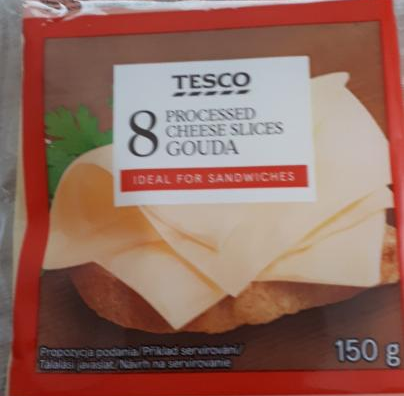 TESCO
8 PROCESSED
CHEESE SLICES
GOUDA
IDEAL FOR SANDWICHES
Propozycja podania/Příklad servírování/
Tálalási javaslat/Návrh na servírovanie
150 g